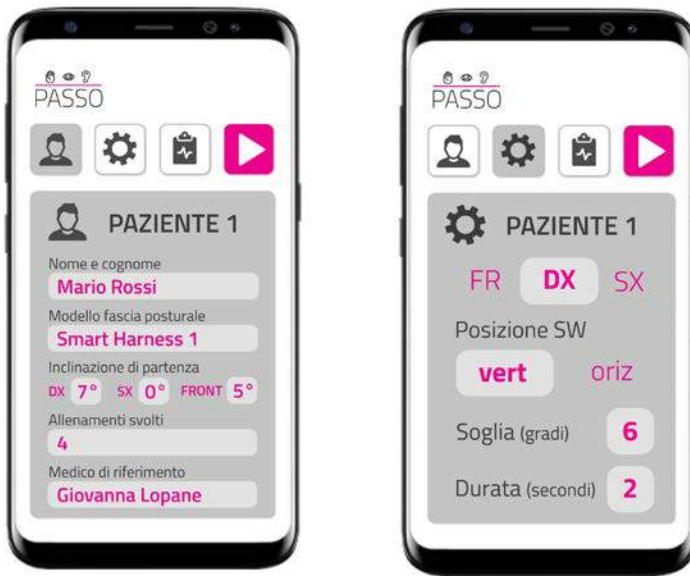 PASSO
PAZIENTE 1
Nome e cognome
Mario Rossi
Modello fascia posturale
Smart Harness 1
Inclinazione di partenza
DX 7° SX 0° FRONT 5°
Allenamenti svolti
4
Medico di riferimento
Giovanna Lopane
PASSO
PAZIENTE 1
FR DX SX
Posizione SW
vert oriz
Soglia (gradi) 6
Durata (secondi) 2